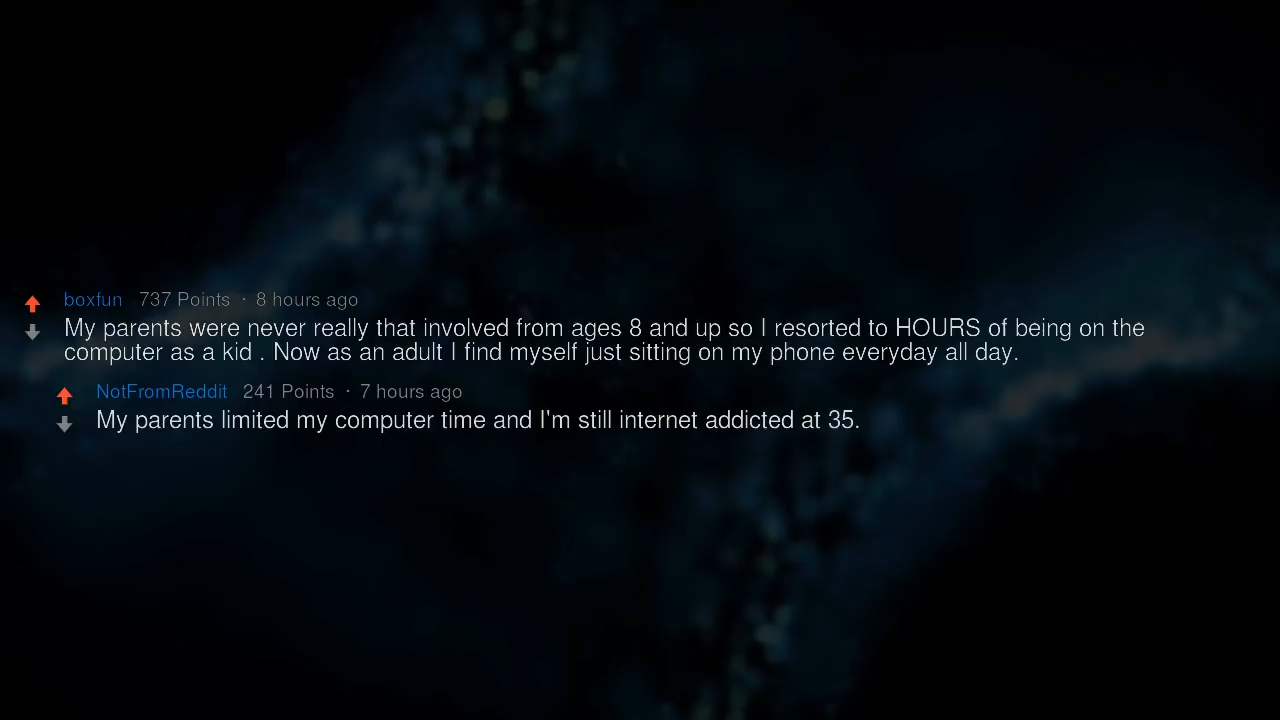 boxfun 737 Points · 8 hours ago
My parents were never really that involved from ages 8 and up so I resorted to HOURS of being on the
computer as a kid . Now as an adult I find myself just sitting on my phone everyday all day.
NotFromReddit 241 Points · 7 hours ago
My parents limited my computer time and I'm still internet addicted at 35.